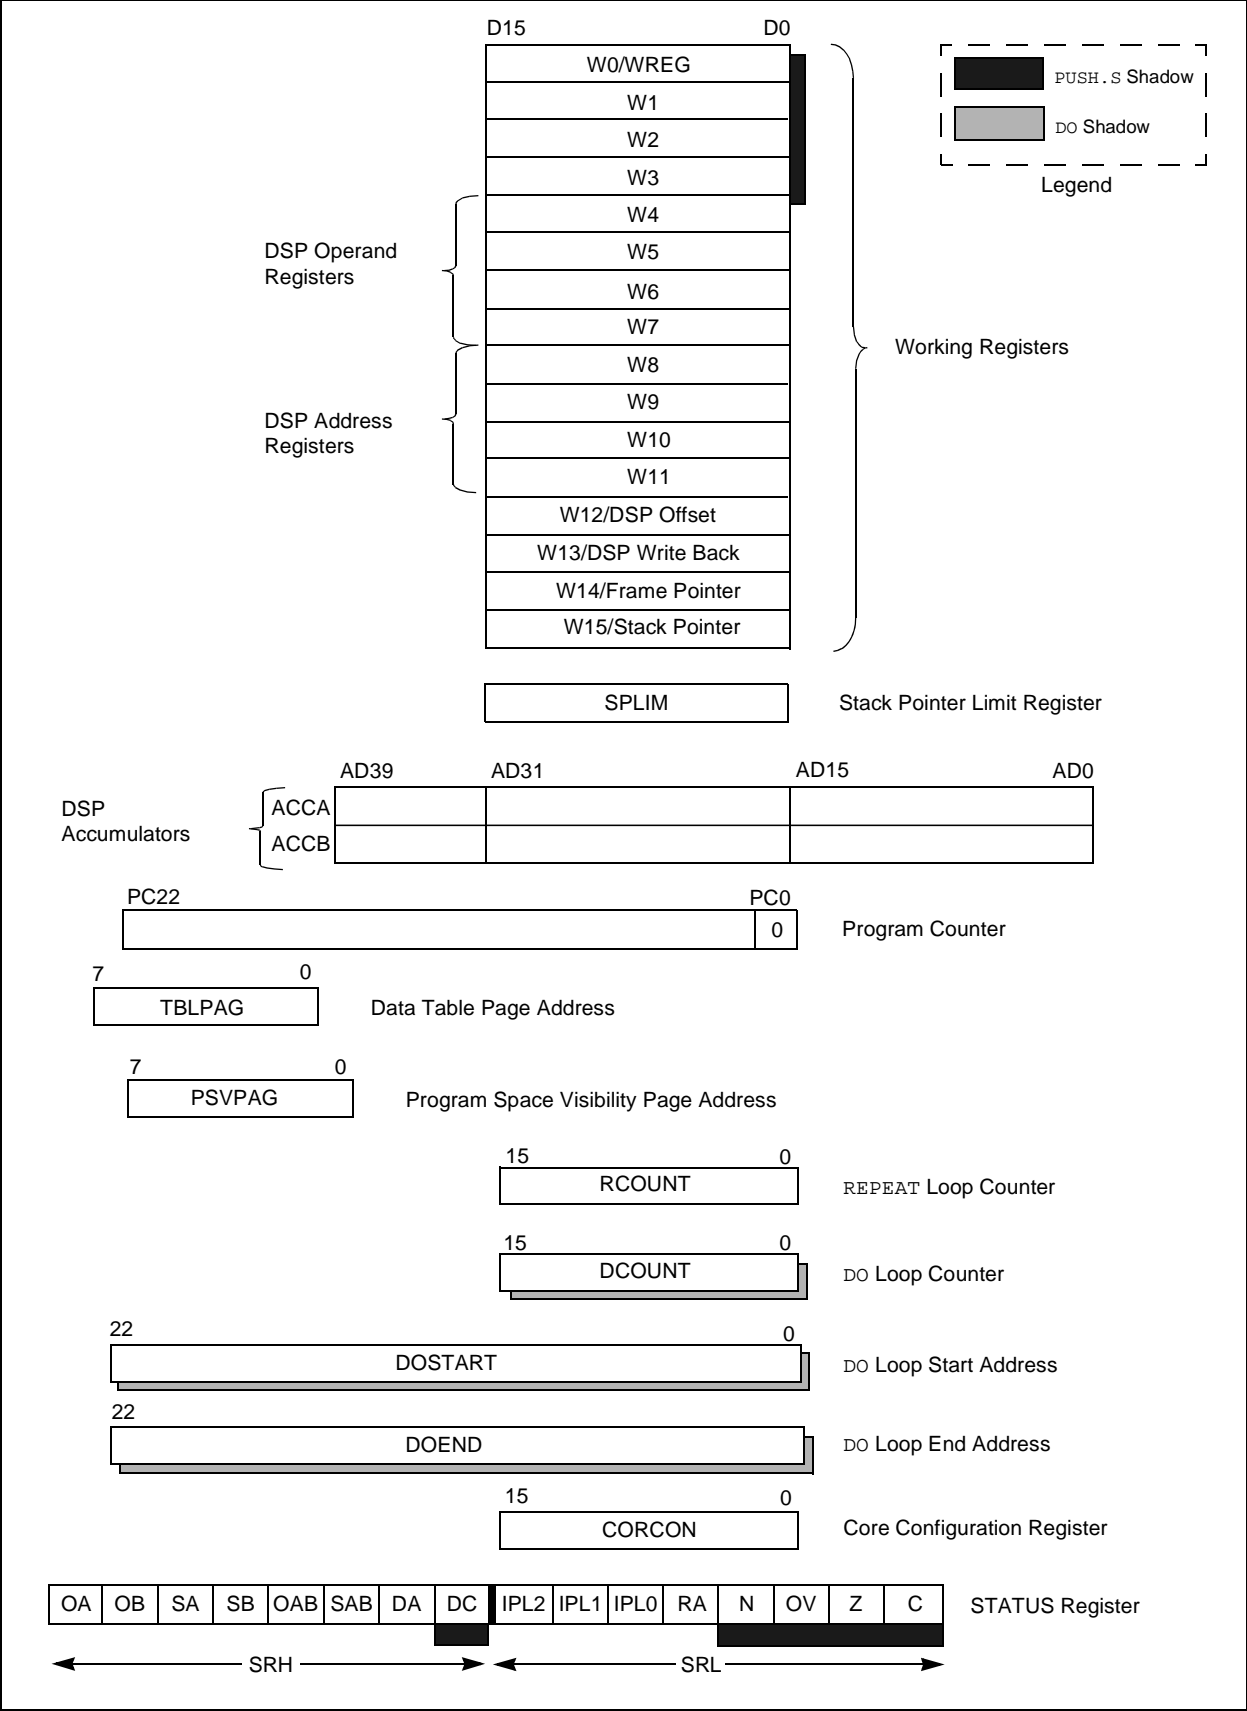 D15 D0
W0/WREG
W1
W2
W3
W4
W5
W6
W7
W8
W9
W10
W11
W12/DSP Offset
W13/DSP Write Back
W14/Frame Pointer
W15/Stack Pointer
PUSH.S Shadow
DO Shadow
Legend
DSP Operand
Registers
DSP Address
Registers
Working Registers
SPLIM Stack Pointer Limit Register
AD39 AD31 AD15 AD0
DSP
Accumulators
ACCA
ACCB
PC22 PC0
0 Program Counter
7 0
TBLPAG Data Table Page Address
7 0
PSVPAG Program Space Visibility Page Address
15 0
RCOUNT REPEAT Loop Counter
15 0
DCOUNT DO Loop Counter
22 0
DOSTART DO Loop Start Address
22
DOEND DO Loop End Address
15 0
CORCON Core Configuration Register
OA OB SA SB OAB SAB DA DC IPL2 IPL1 IPL0 RA N OV Z C STATUS Register
SRH SRL